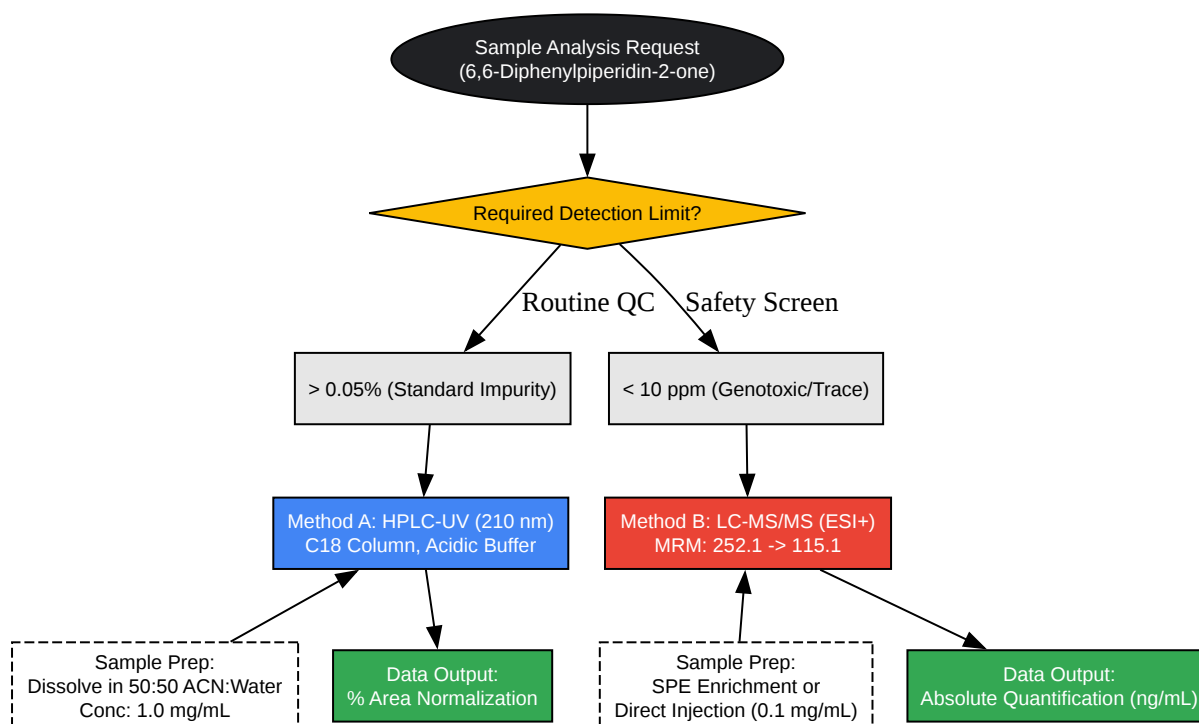 Sample Analysis Request
(6,6-Diphenylpiperidin-2-one)
Required Detection Limit?
Routine QC
Safety Screen
> 0.05% (Standard Impurity)
< 10 ppm (Genotoxic/Trace)
Method A: HPLC-UV (210 nm)
C18 Column, Acidic Buffer
Method B: LC-MS/MS (ESI+)
MRM: 252.1 -> 115.1
Sample Prep:
Dissolve in 50:50 ACN:Water
Conc: 1.0 mg/mL
Data Output:
% Area Normalization
Sample Prep:
SPE Enrichment or
Direct Injection (0.1 mg/mL)
Data Output:
Absolute Quantification (ng/mL)